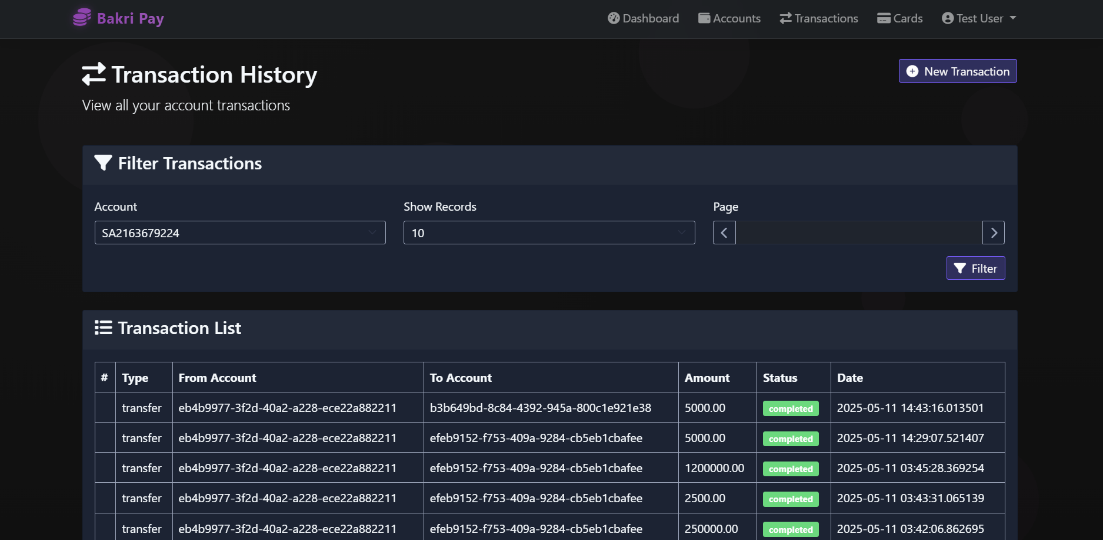 Bakri Pay Dashboard Accounts Transactions Cards Test User
Transaction History
New Transaction
View all your account transactions
Filter Transactions
Account Show Records Page
SA2163679224 10
Filter
Transaction List
# Type From Account To Account Amount Status Date
transfer eb4b9977-3f2d-40a2-a228-ece22a882211 b3b649bd-8c84-4392-945a-800c1e921e38 5000.00 completed 2025-05-11 14:43:16.013501
transfer eb4b9977-3f2d-40a2-a228-ece22a882211 efeb9152-f753-409a-9284-cb5eb1cbafee 5000.00 completed 2025-05-11 14:29:07.521407
transfer eb4b9977-3f2d-40a2-a228-ece22a882211 efeb9152-f753-409a-9284-cb5eb1cbafee 1200000.00 completed 2025-05-11 03:45:28.369254
transfer eb4b9977-3f2d-40a2-a228-ece22a882211 efeb9152-f753-409a-9284-cb5eb1cbafee 2500.00 completed 2025-05-11 03:43:31.065139
transfer eb4b9977-3f2d-40a2-a228-ece22a882211 efeb9152-f753-409a-9284-cb5eb1cbafee 250000.00 completed 2025-05-11 03:42:06.862695